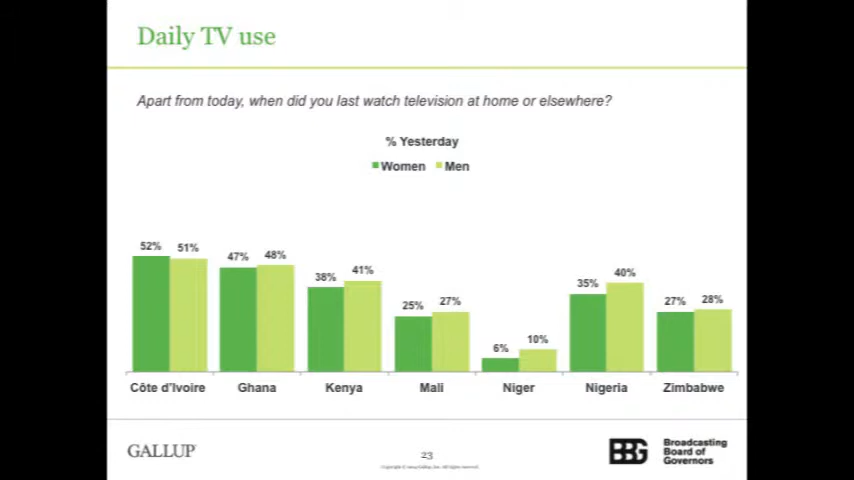 Daily TV use
Apart from today, when did you last watch television at home or elsewhere?
% Yesterday
Women Men
52% 51% 47% 48% 38% 41% 25% 27% 6% 10% 35% 40% 27% 28%
Côte d'Ivoire Ghana Kenya Mali Niger Nigeria Zimbabwe
GALLUP
23
BBG
Broadcasting
Board of
Governors